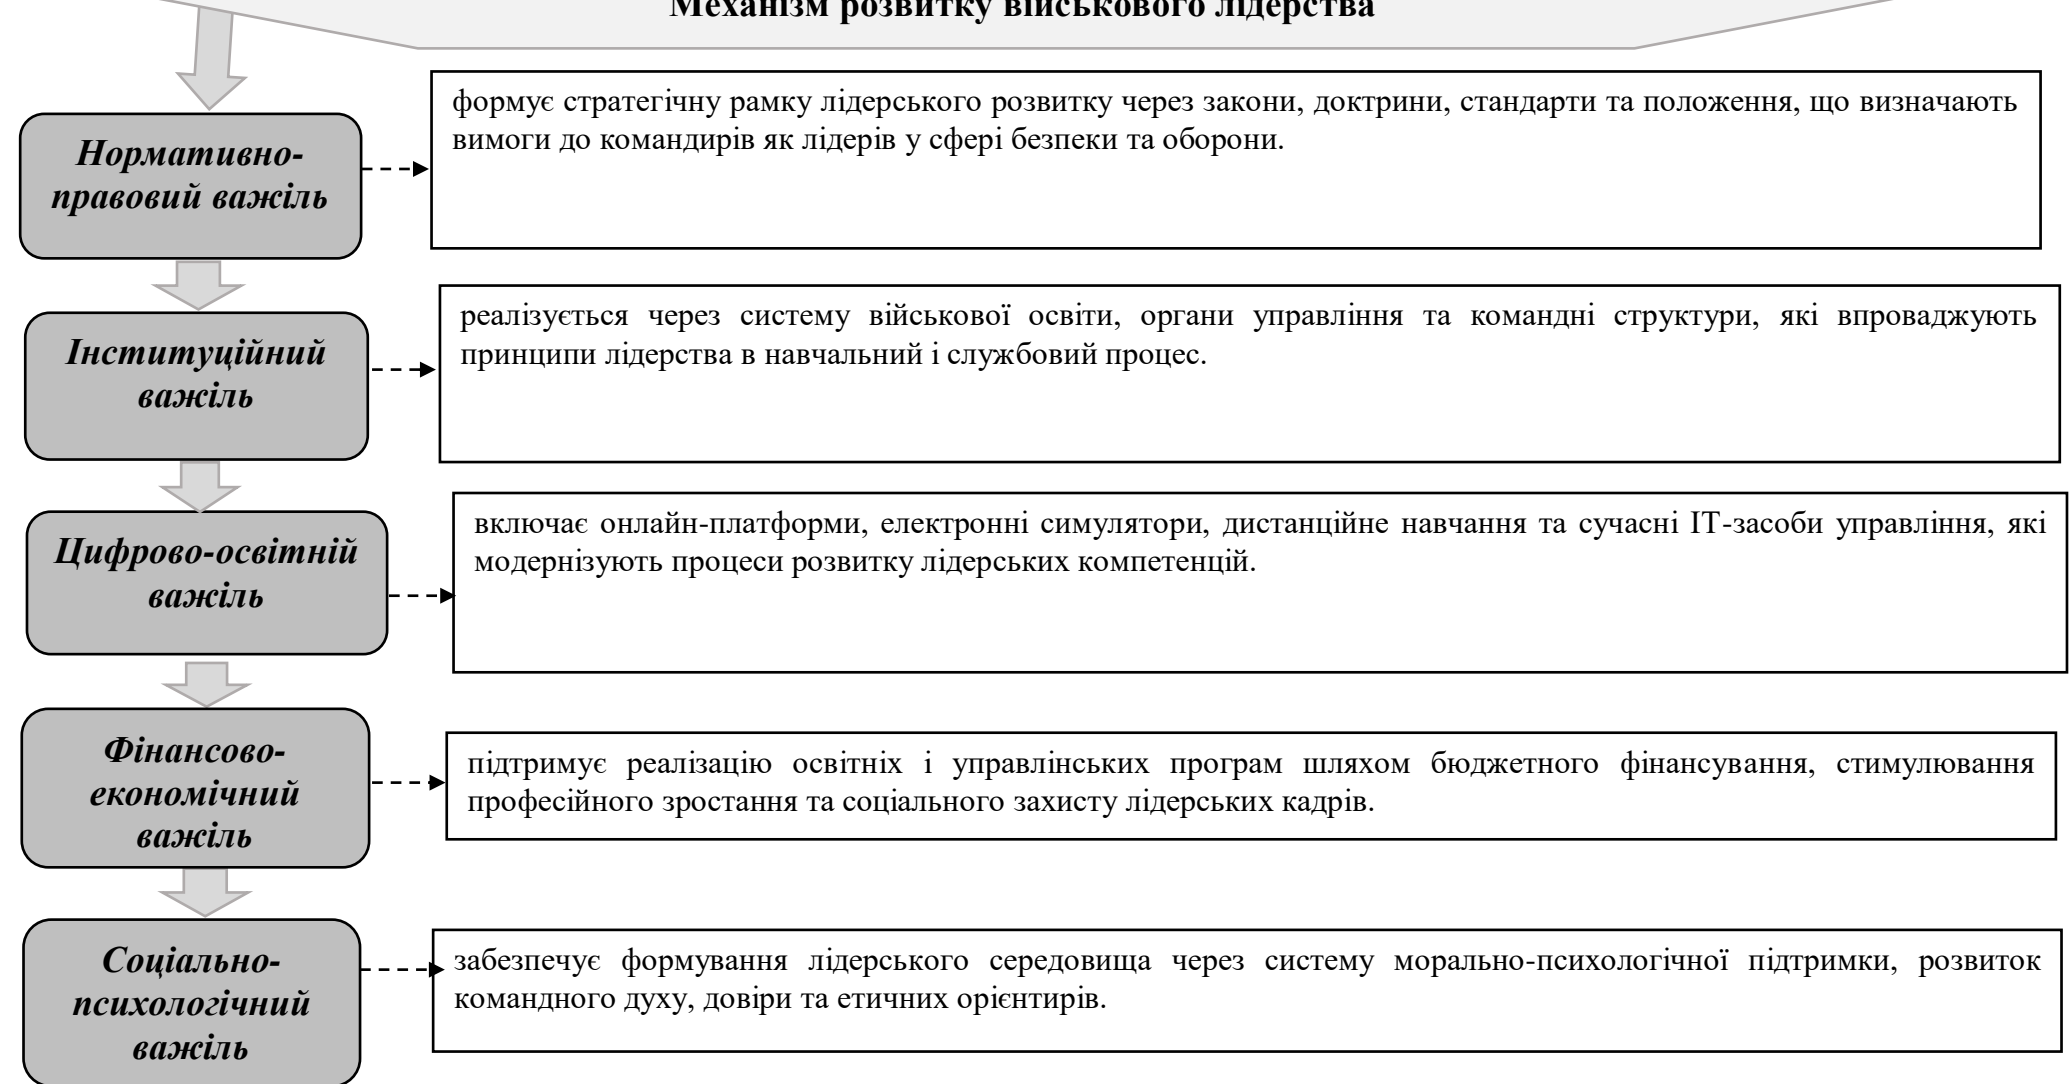 Механізм розвитку військового лідерства
Нормативно-
правовий важіль
формує стратегічну рамку лідерського розвитку через закони, доктрини, стандарти та положення, що визначають
вимоги до командирів як лідерів у сфері безпеки та оборони.
Інституційний
важіль
реалізується через систему військової освіти, органи управління та командні структури, які впроваджують
принципи лідерства в навчальний і службовий процес.
Цифрово-освітній
важіль
включає онлайн-платформи, електронні симулятори, дистанційне навчання та сучасні ІТ-засоби управління, які
модернізують процеси розвитку лідерських компетенцій.
Фінансово-
економічний
важіль
підтримує реалізацію освітніх і управлінських програм шляхом бюджетного фінансування, стимулювання
професійного зростання та соціального захисту лідерських кадрів.
Соціально-
психологічний
важіль
забезпечує формування лідерського середовища через систему морально-психологічної підтримки, розвиток
командного духу, довіри та етичних орієнтирів.